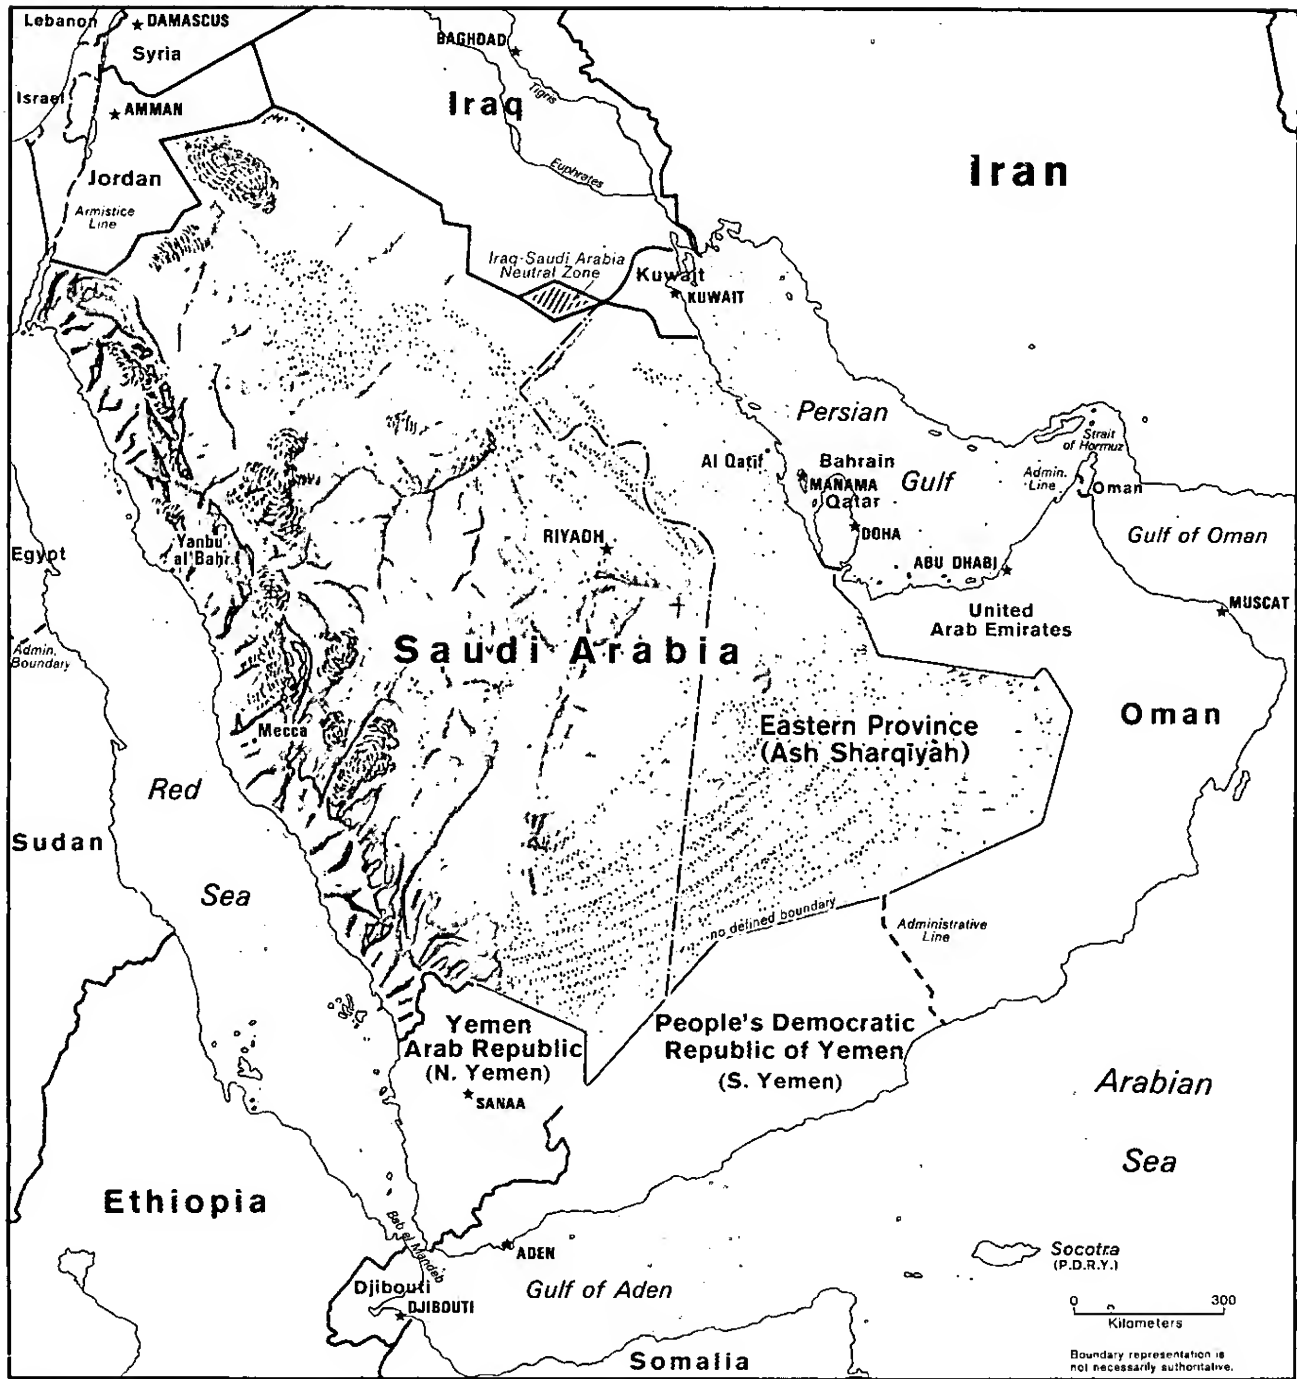 Lebanon
DAMASCUS
Syria
BAGHDAD
Tigris
Israel
AMMAN
Iraq
Iran
Euphrates
Jordan
Armistice
Line
Iraq-Saudi Arabia
Neutral Zone
Kuwait
KUWAIT
Persian
Gulf
Strait
of Hormuz
Al Qatif
Bahrain
MANAMA
Qatar
Admin.
Line
Oman
DOHA
Gulf of Oman
Egypt
Yanbu'
al Bahr
RIYADH
ABU DHABI
United
Arab Emirates
MUSCAT
Admin.
Boundary
Saudi Arabia
Mecca
Eastern Province
(Ash Sharqīyah)
Oman
Red
Sea
Sudan
no defined boundary
Administrative
Line
Yemen
Arab Republic
(N. Yemen)
SANAA
People's Democratic
Republic of Yemen
(S. Yemen)
Arabian
Sea
Ethiopia
Bab el Mandeb
ADEN
Socotra
(P.D.R.Y.)
Djibouti
DJIBOUTI
Gulf of Aden
0 300
Kilometers
Somalia
Boundary representation is
not necessarily authoritative.